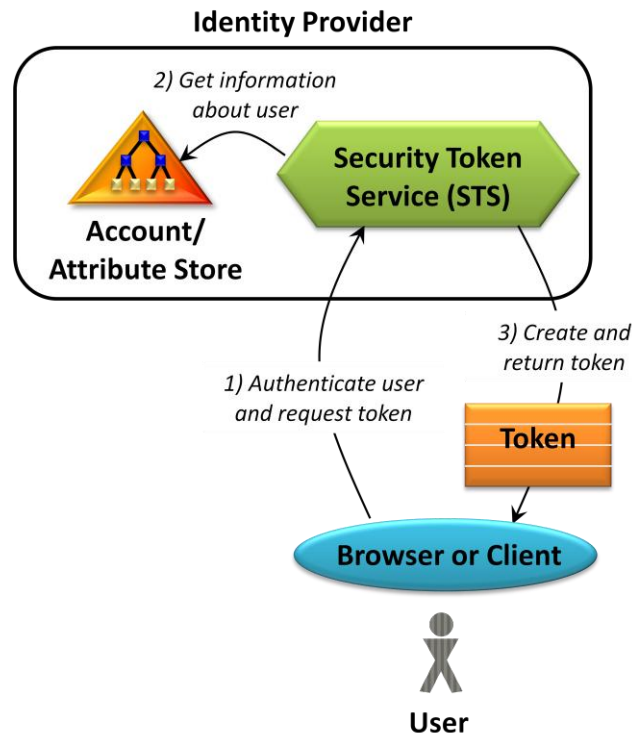 Identity Provider
2) Get information
about user
Security Token
Service (STS)
Account/
Attribute Store
3) Create and
return token
1) Authenticate user
and request token
Token
Browser or Client
User